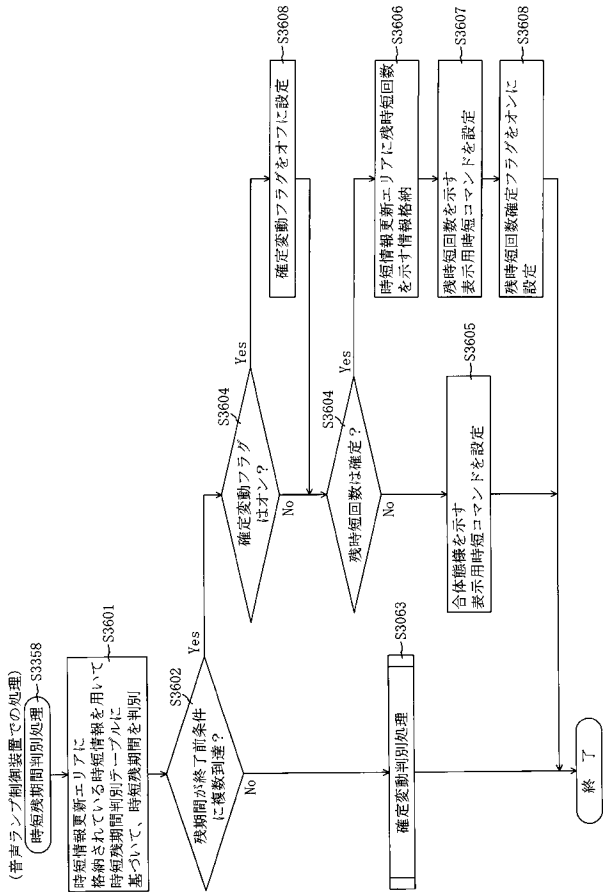 (音声ランプ制御装置での処理)
時短残期間判別処理
S3358
時短情報更新エリアに
格納されている時短情報を用いて
時短残期間判別テーブルに
基づいて、時短残期間を判別
S3601
残期間が終了前条件
に複数到達?
S3602
Yes
No
確定変動フラグ
はオン?
S3604
Yes
No
確定変動フラグをオフに設定
S3608
残時短回数は確定?
S3604
Yes
No
時短情報更新エリアに残時短回数
を示す情報格納
S3606
残時短回数を示す
表示用時短コマンドを設定
S3607
残時短回数確定フラグをオンに
設定
S3608
合体態様を示す
表示用時短コマンドを設定
S3605
確定変動判別処理
S3063
終 了